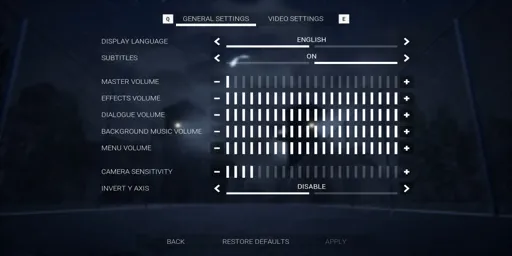 Q GENERAL SETTINGS VIDEO SETTINGS E
DISPLAY LANGUAGE ENGLISH
SUBTITLES ON
MASTER VOLUME
EFFECTS VOLUME
DIALOGUE VOLUME
BACKGROUND MUSIC VOLUME
MENU VOLUME
CAMERA SENSITIVITY
INVERT Y AXIS DISABLE
BACK RESTORE DEFAULTS APPLY